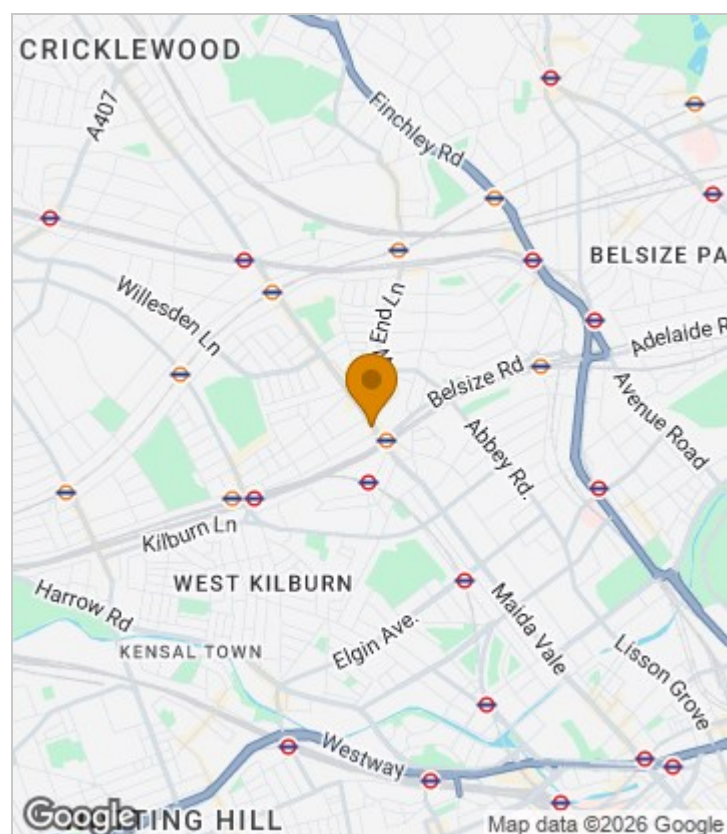 CRICKLEWOOD
A407
Finchley Rd
BELSIZE PA
Willesden Ln
End Ln
Adelaide R
Belsize Rd
Avenue Road
Abbey Rd.
Kilburn Ln
WEST KILBURN
Harrow Rd
Maida Vale
Elgin Ave.
KENSAL TOWN
Lisson Grove
Westway
Google
TING HILL
Map data ©2026 Google